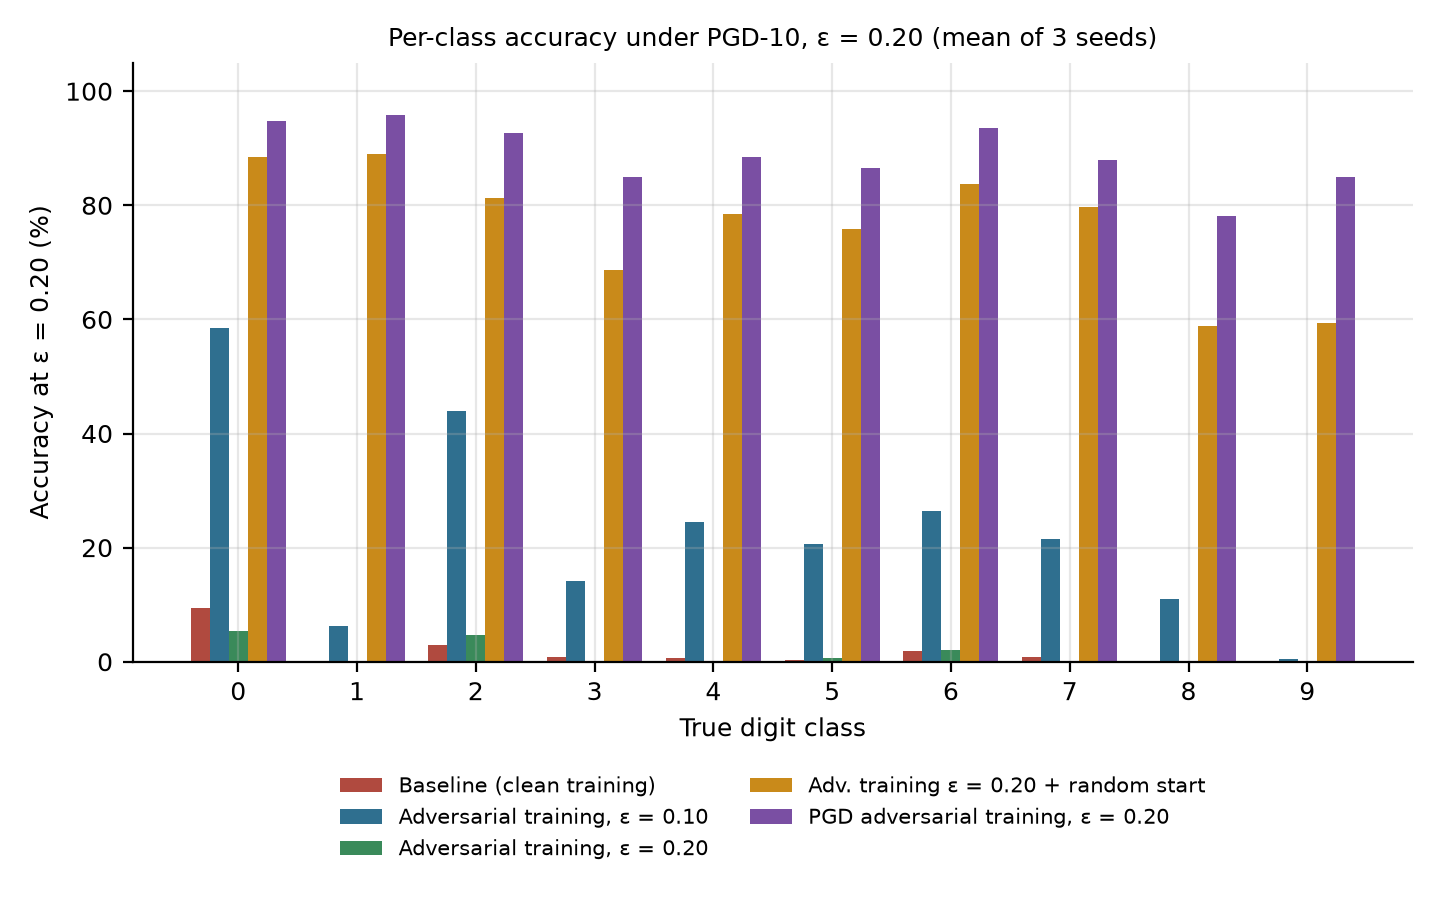 Per-class accuracy under PGD-10, ε = 0.20 (mean of 3 seeds)
Accuracy at ε = 0.20 (%)
100
80
60
40
20
0
0 1 2 3 4 5 6 7 8 9
True digit class
Baseline (clean training)
Adversarial training, ε = 0.10
Adversarial training, ε = 0.20
Adv. training ε = 0.20 + random start
PGD adversarial training, ε = 0.20